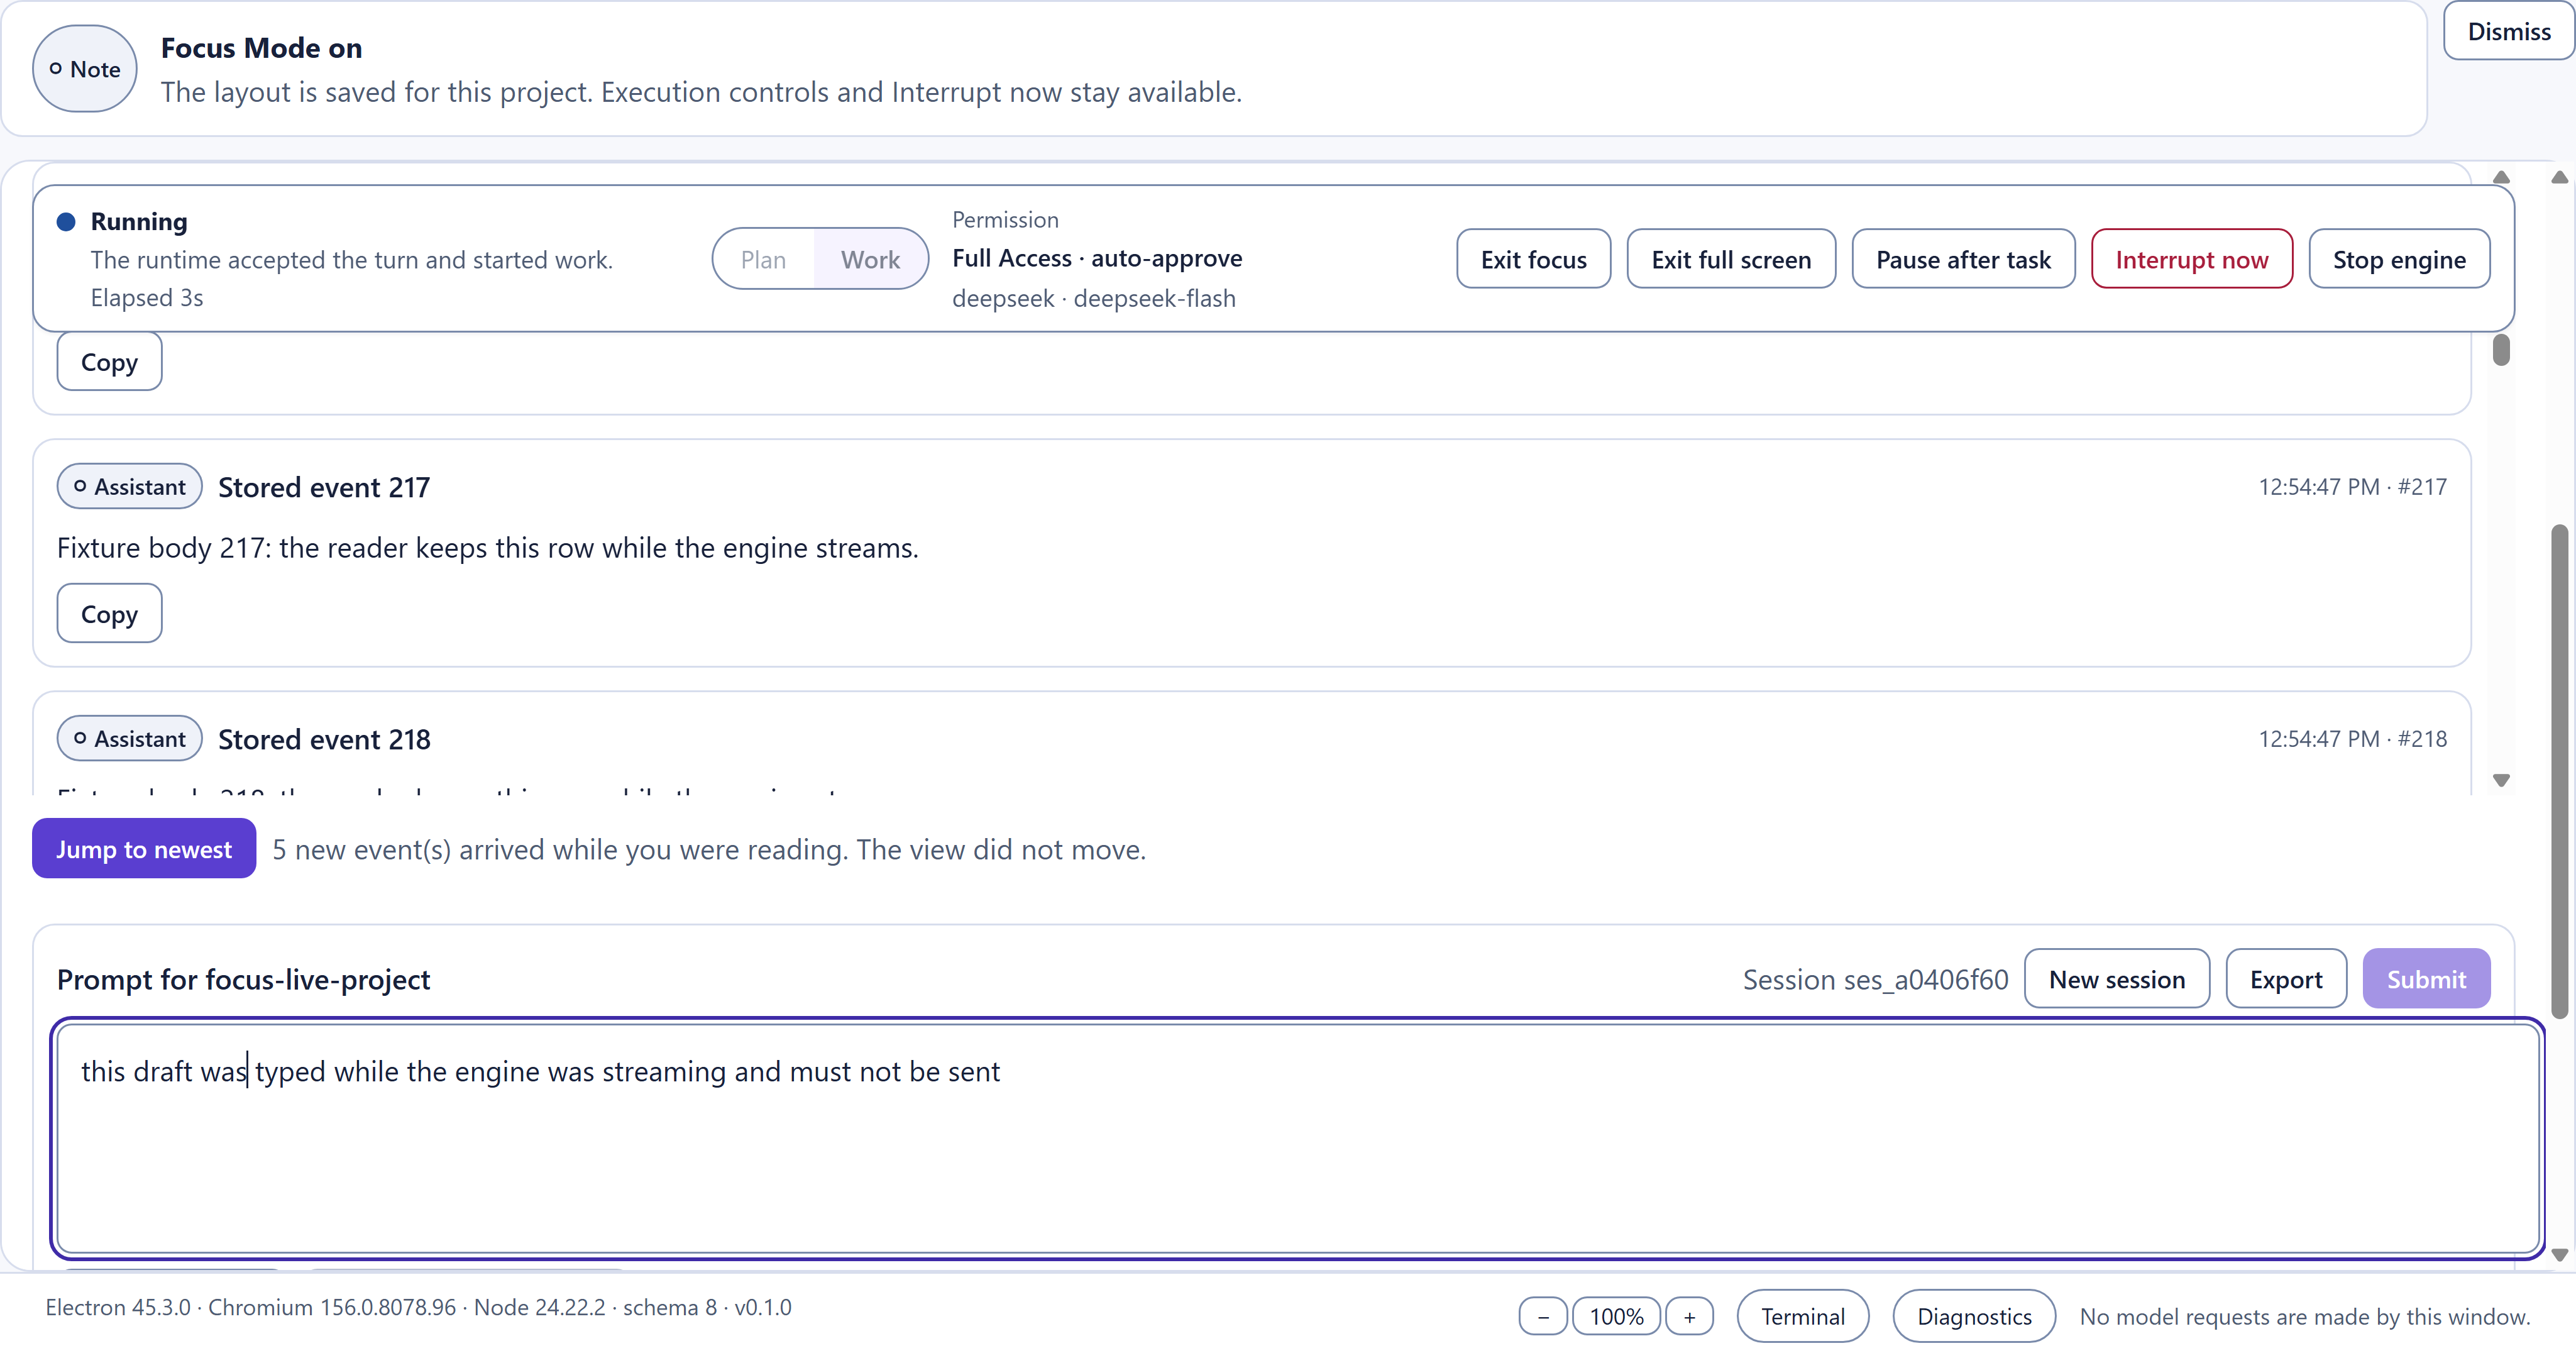 Note
Focus Mode on
The layout is saved for this project. Execution controls and Interrupt now stay available.
Dismiss
Running
The runtime accepted the turn and started work.
Elapsed 3s
Plan
Work
Permission
Full Access · auto-approve
deepseek · deepseek-flash
Exit focus
Exit full screen
Pause after task
Interrupt now
Stop engine
Copy
Assistant
Stored event 217
12:54:47 PM · #217
Fixture body 217: the reader keeps this row while the engine streams.
Copy
Assistant
Stored event 218
12:54:47 PM · #218
Jump to newest
5 new event(s) arrived while you were reading. The view did not move.
Prompt for focus-live-project
Session ses_a0406f60
New session
Export
Submit
this draft was typed while the engine was streaming and must not be sent
Electron 45.3.0 · Chromium 156.0.8078.96 · Node 24.22.2 · schema 8 · v0.1.0
−
100%
+
Terminal
Diagnostics
No model requests are made by this window.